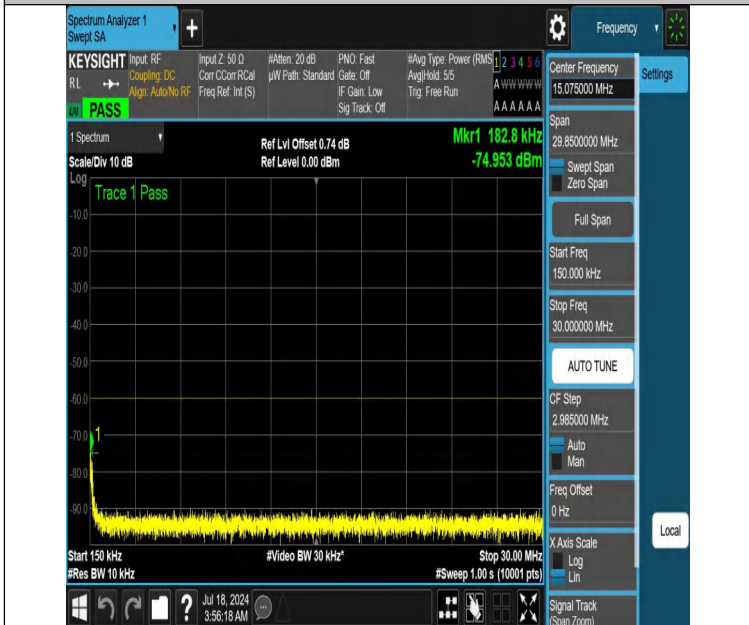 Spectrum Analyzer 1
Swept SA
+
Frequency
KEYSIGHT
RL
LXI
PASS
Input: RF
Coupling: DC
Align: Auto/No RF
Input Z: 50 Ω
Corr CCorr RCal
Freq Ref: Int (S)
#Atten: 20 dB
µW Path: Standard
PNO: Fast
Gate: Off
IF Gain: Low
Sig Track: Off
#Avg Type: Power (RMS
Avg|Hold: 5/5
Trig: Free Run
1 2 3 4 5 6
A W W W W W
A A A A A A
1 Spectrum
Scale/Div 10 dB
Ref Lvl Offset 0.74 dB
Ref Level 0.00 dBm
Mkr1 182.8 kHz
-74.953 dBm
Log
Trace 1 Pass
-10.0
-20.0
-30.0
-40.0
-50.0
-60.0
-70.0
1
-80.0
-90.0
Start 150 kHz
#Res BW 10 kHz
#Video BW 30 kHz*
Stop 30.00 MHz
#Sweep 1.00 s (10001 pts)
?
Jul 18, 2024
3:56:18 AM
Center Frequency
15.075000 MHz
Span
29.8500000 MHz
Swept Span
Zero Span
Full Span
Start Freq
150.000 kHz
Stop Freq
30.000000 MHz
AUTO TUNE
CF Step
2.985000 MHz
Auto
Man
Freq Offset
0 Hz
X Axis Scale
Log
Lin
Signal Track
(Span Zoom)
Settings
Local